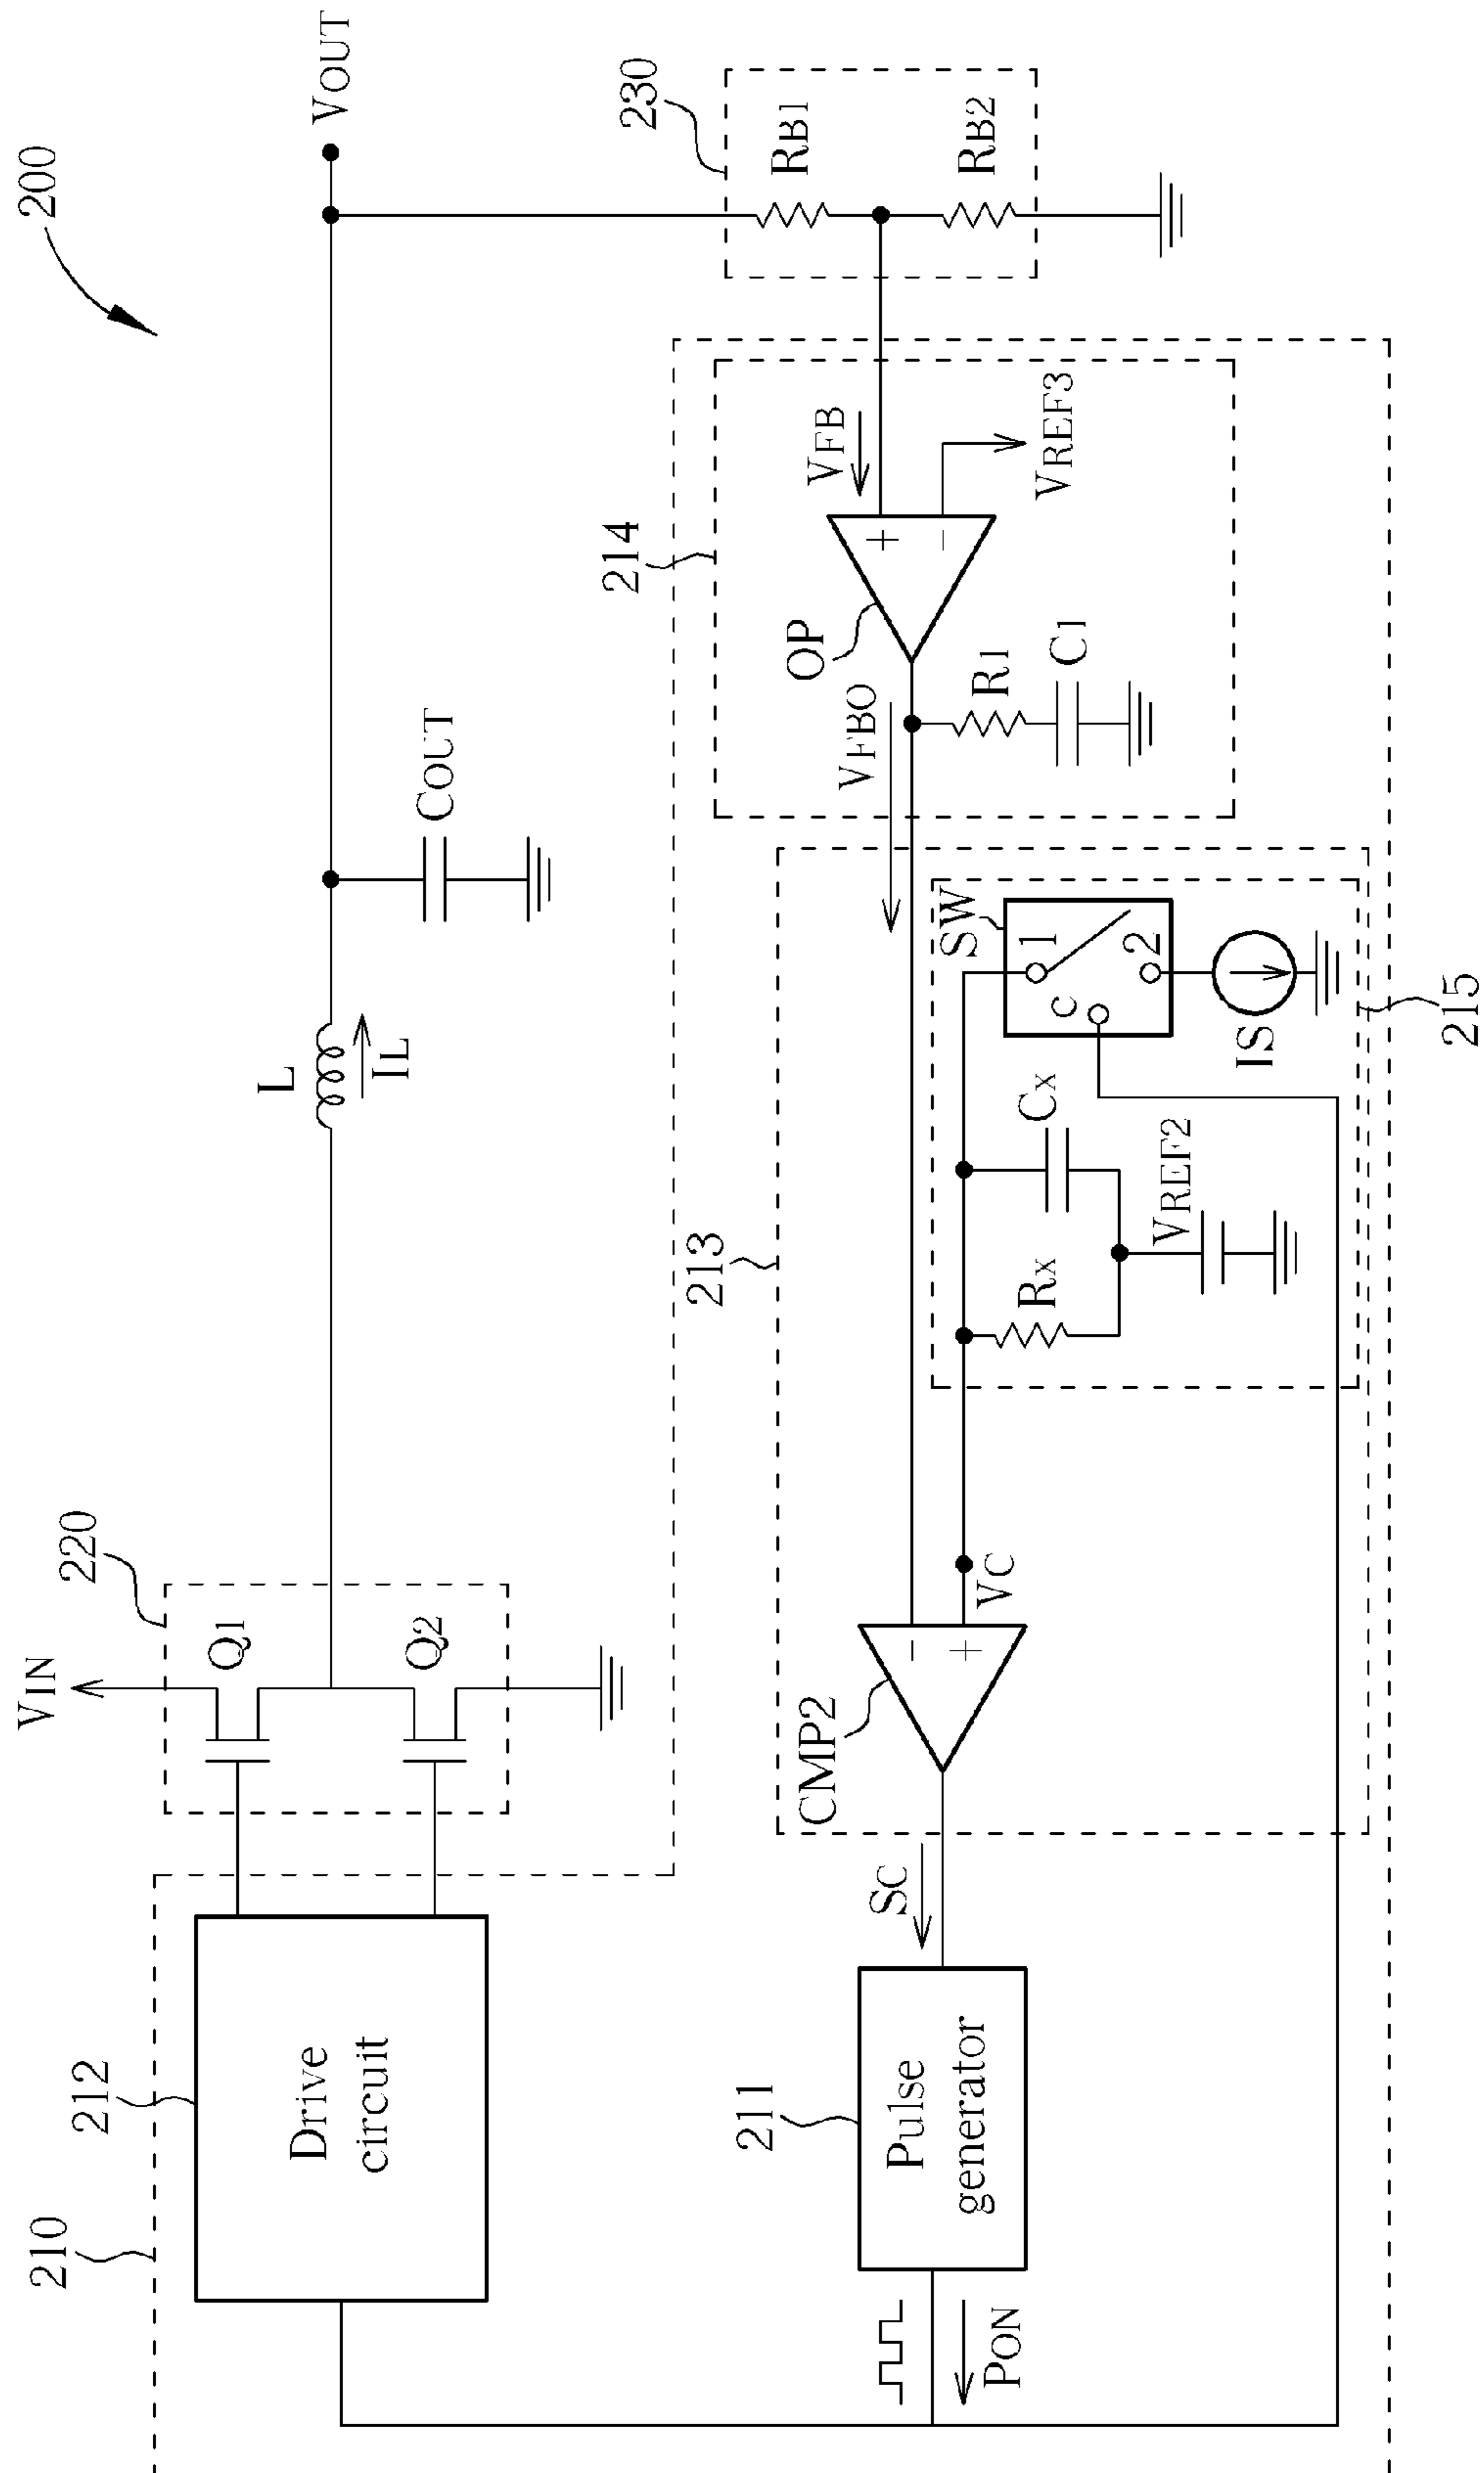 200
VIN
220
Q1
Q2
L
IL
COUT
VOUT
210
212
Drive
circuit
230
RB1
RB2
214
VFB
OP
VREF3
VFBO
R1
C1
213
CMP2
VC
SC
211
Pulse
generator
PON
RX
CX
VREF2
SW
1
2
C
IS
215
+
−
−
+